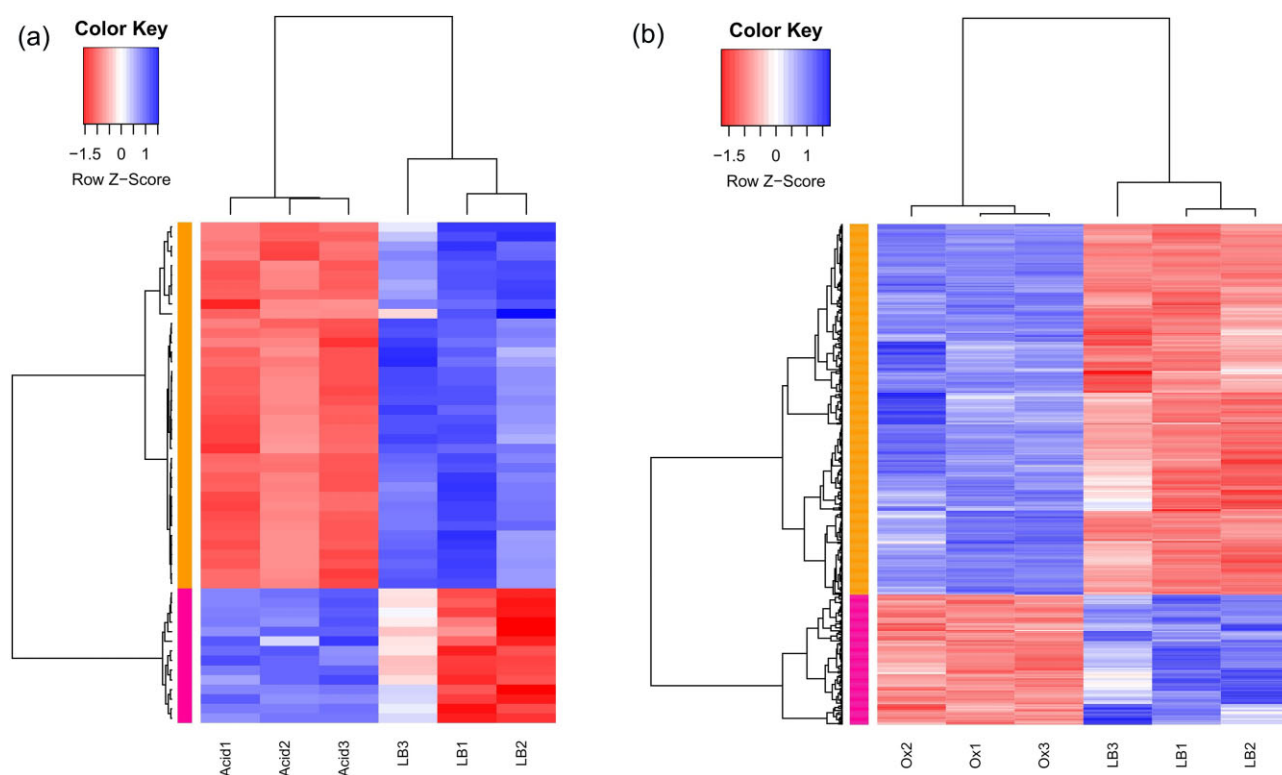 (a)
Color Key
−1.5 0 1
Row Z−Score
Acid1 Acid2 Acid3 LB3 LB1 LB2
(b)
Color Key
−1.5 0 1
Row Z−Score
Ox2 Ox1 Ox3 LB3 LB1 LB2